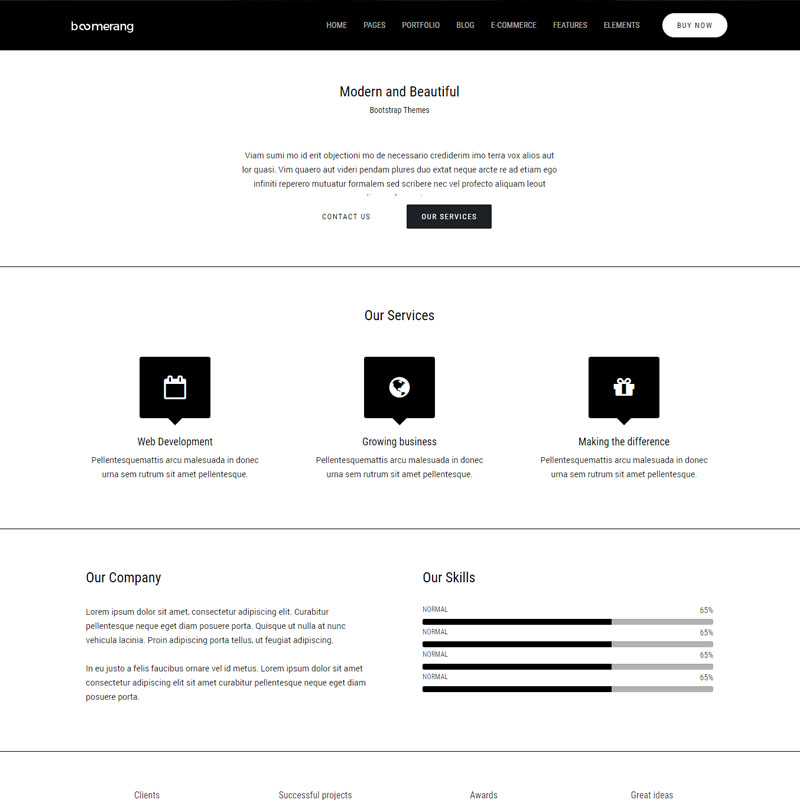 boomerang
HOME PAGES PORTFOLIO BLOG E-COMMERCE FEATURES ELEMENTS BUY NOW
Modern and Beautiful
Bootstrap Themes
Viam sumi mo id erit objectioni mo de necessario crediderim imo terra vox alios aut
lor quasi. Vim quaero aut videri pendam plures duo extat neque arcte re ad etiam ego
infiniti reperero mutuatur formalem sed scribere nec vel profecto aliquam leout
CONTACT US OUR SERVICES
Our Services
Web Development
Pellentesquemattis arcu malesuada in donec
urna sem rutrum sit amet pellentesque.
Growing business
Pellentesquemattis arcu malesuada in donec
urna sem rutrum sit amet pellentesque.
Making the difference
Pellentesquemattis arcu malesuada in donec
urna sem rutrum sit amet pellentesque.
Our Company
Lorem ipsum dolor sit amet, consectetur adipiscing elit. Curabitur
pellentesque neque eget diam posuere porta. Quisque ut nulla at nunc
vehicula lacinia. Proin adipiscing porta tellus, ut feugiat adipiscing.
In eu justo a felis faucibus ornare vel id metus. Lorem ipsum dolor sit amet
consectetur adipiscing elit sit amet curabitur pellentesque neque eget diam
posuere porta.
Our Skills
NORMAL 65%
NORMAL 65%
NORMAL 65%
NORMAL 65%
Clients Successful projects Awards Great ideas